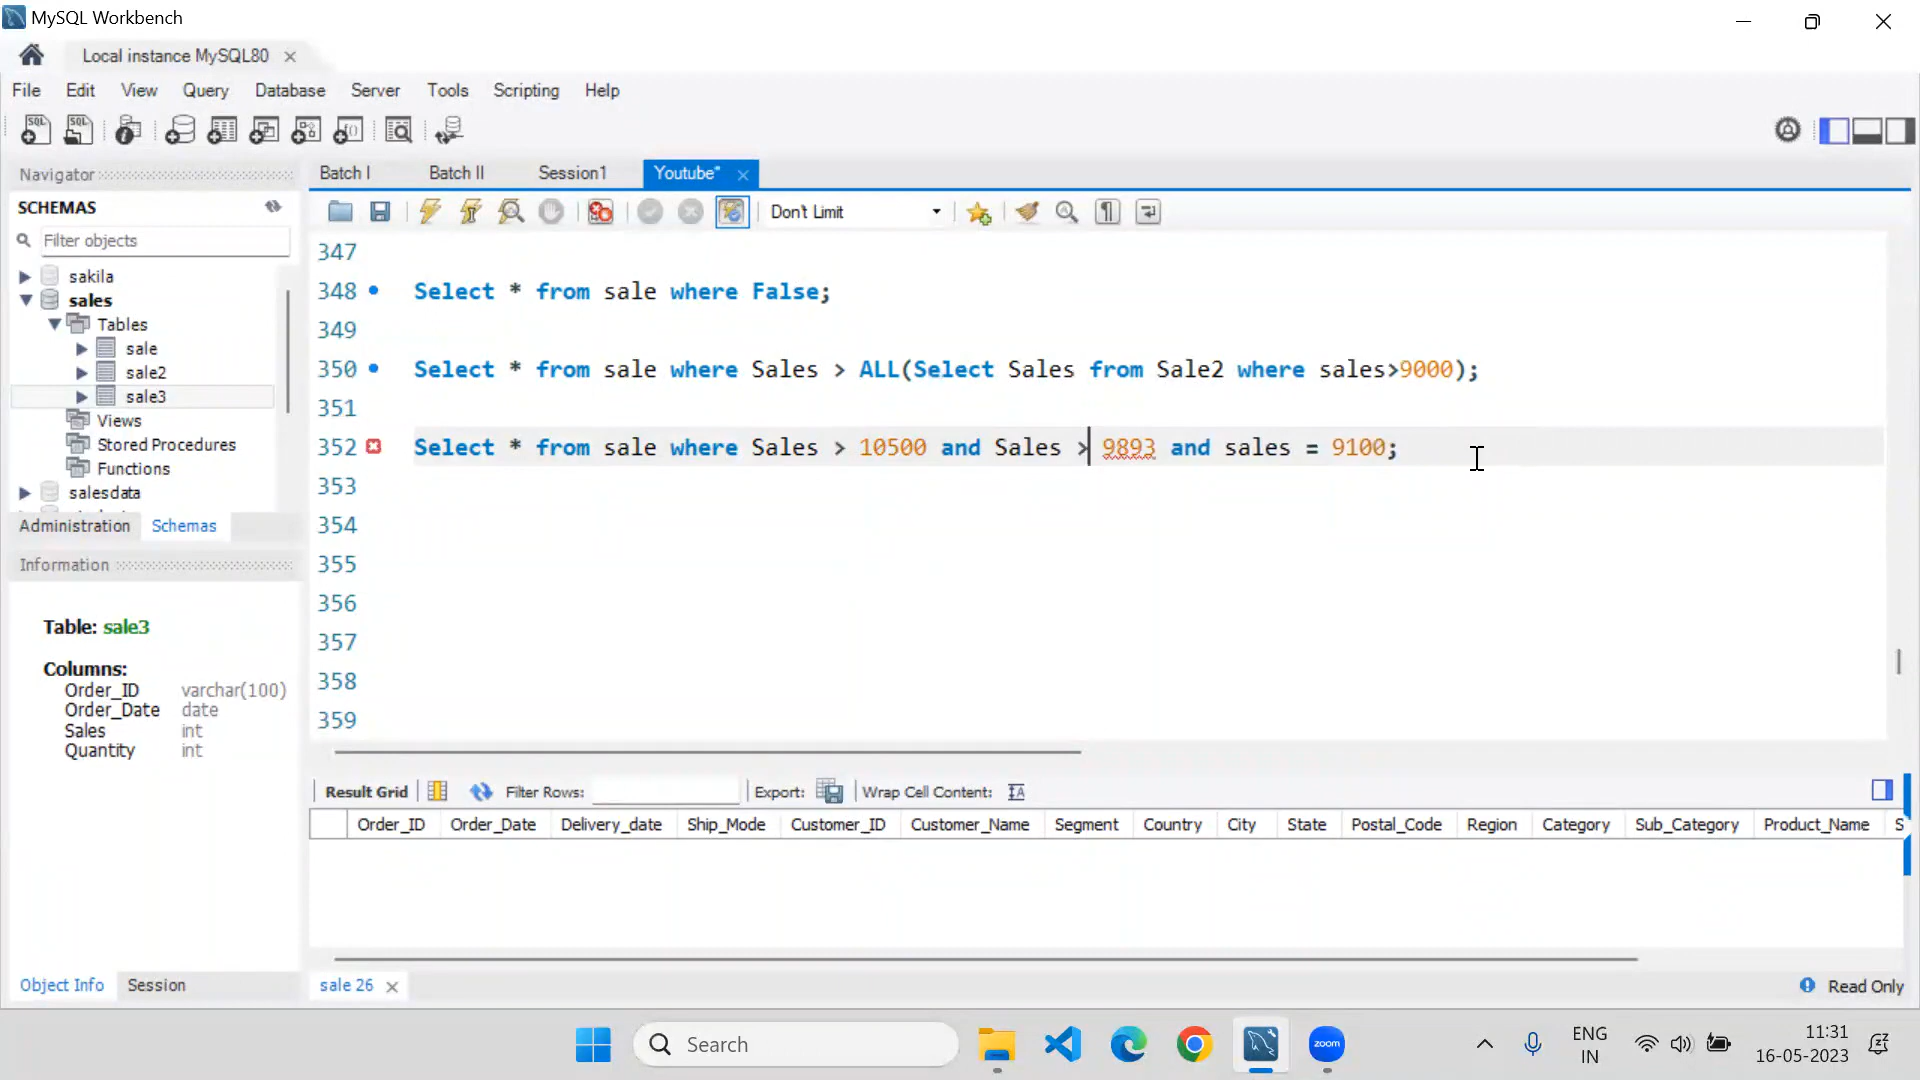 MySQL Workbench
Local instance MySQL80
File Edit View Query Database Server Tools Scripting Help
Navigator
SCHEMAS
Filter objects
sakila
sales
Tables
sale
sale2
sale3
Views
Stored Procedures
Functions
salesdata
Administration Schemas
Information
Table: sale3
Columns:
Order_ID varchar(100)
Order_Date date
Sales int
Quantity int
Object Info Session
Batch I Batch II Session1 Youtube*
Don't Limit
347
348 Select * from sale where False;
349
350 Select * from sale where Sales > ALL(Select Sales from Sale2 where sales>9000);
351
352 Select * from sale where Sales > 10500 and Sales > 9893 and sales = 9100;
353
354
355
356
357
358
359
Result Grid Filter Rows: Export: Wrap Cell Content:
Order_ID Order_Date Delivery_date Ship_Mode Customer_ID Customer_Name Segment Country City State Postal_Code Region Category Sub_Category Product_Name S
sale 26
Read Only
Search
zoom
ENG
IN
11:31
16-05-2023